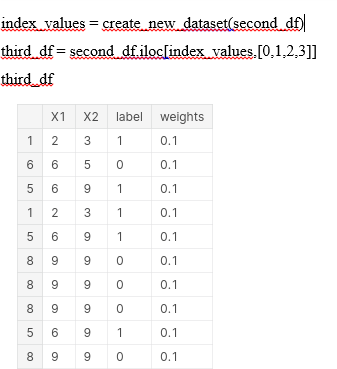 index_values = create_new_dataset(second_df)
third_df = second_df.iloc[index_values,[0,1,2,3]]
third_df
X1 X2 label weights
1 2 3 1 0.1
6 6 5 0 0.1
5 6 9 1 0.1
1 2 3 1 0.1
5 6 9 1 0.1
8 9 9 0 0.1
8 9 9 0 0.1
8 9 9 0 0.1
5 6 9 1 0.1
8 9 9 0 0.1